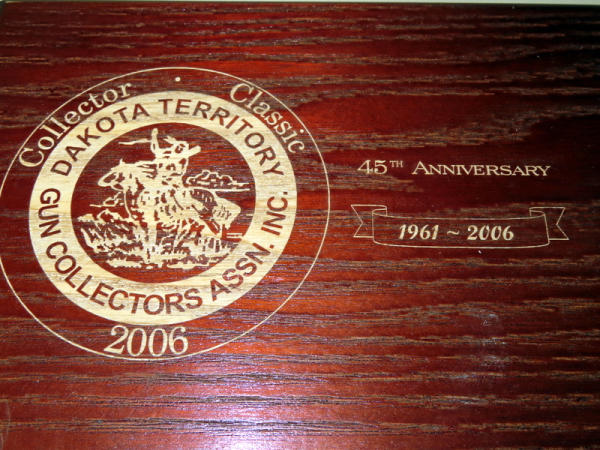 Collector Classic
DAKOTA TERRITORY
GUN COLLECTORS ASSN. INC.
2006
45TH ANNIVERSARY
1961 ~ 2006